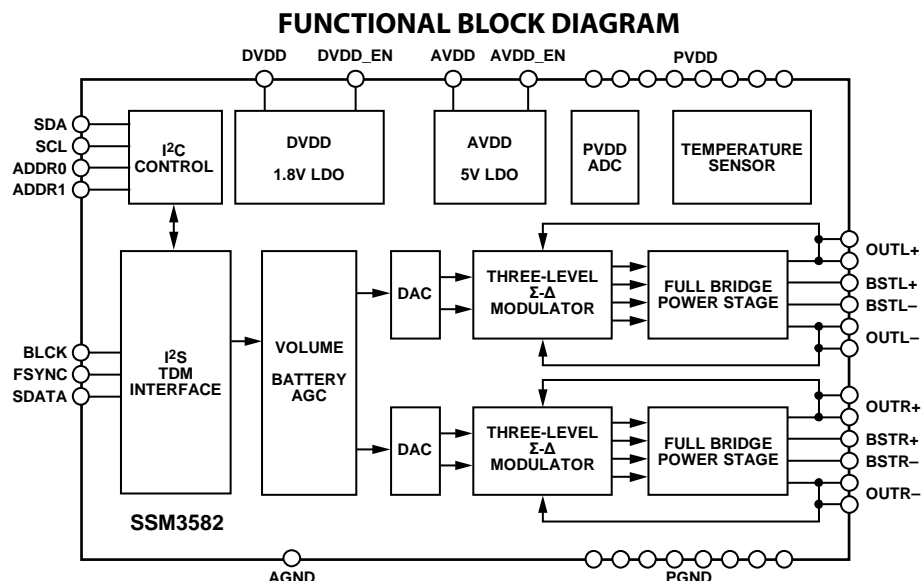 FUNCTIONAL BLOCK DIAGRAM
DVDD
DVDD_EN
AVDD
AVDD_EN
PVDD
SDA
SCL
ADDR0
ADDR1
I²C
CONTROL
DVDD
1.8V LDO
AVDD
5V LDO
PVDD
ADC
TEMPERATURE
SENSOR
BLCK
FSYNC
SDATA
I²S
TDM
INTERFACE
VOLUME
BATTERY
AGC
DAC
THREE-LEVEL
Σ-Δ
MODULATOR
FULL BRIDGE
POWER STAGE
OUTL+
BSTL+
BSTL–
OUTL–
DAC
THREE-LEVEL
Σ-Δ
MODULATOR
FULL BRIDGE
POWER STAGE
OUTR+
BSTR+
BSTR–
OUTR–
SSM3582
AGND
PGND